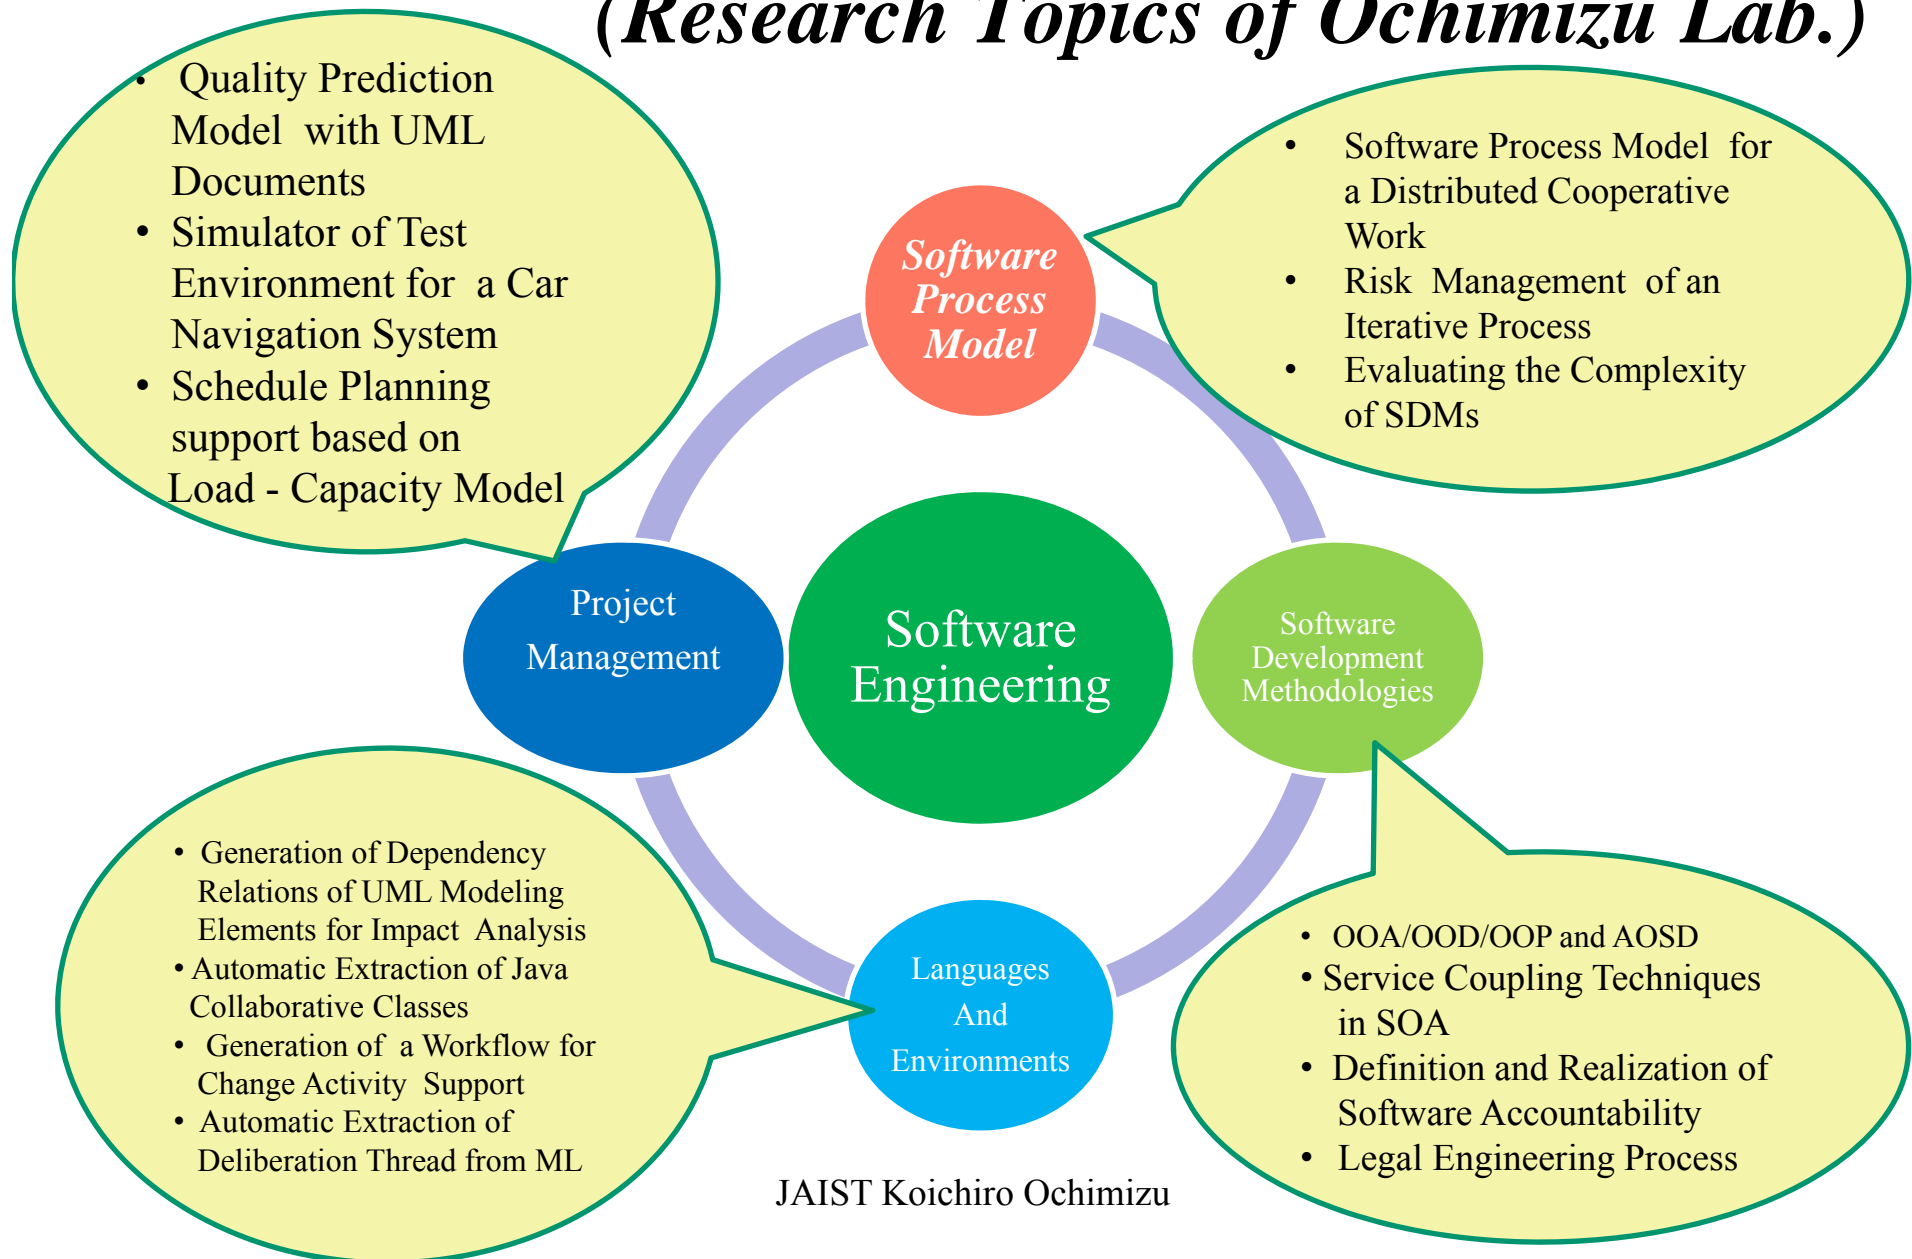 (Research Topics of Ochimizu Lab.)
• Quality Prediction
Model with UML
Documents
• Simulator of Test
Environment for a Car
Navigation System
• Schedule Planning
support based on
Load - Capacity Model
• Software Process Model for
a Distributed Cooperative
Work
• Risk Management of an
Iterative Process
• Evaluating the Complexity
of SDMs
Software
Process
Model
Project
Management
Software
Engineering
Software
Development
Methodologies
• Generation of Dependency
Relations of UML Modeling
Elements for Impact Analysis
• Automatic Extraction of Java
Collaborative Classes
• Generation of a Workflow for
Change Activity Support
• Automatic Extraction of
Deliberation Thread from ML
Languages
And
Environments
• OOA/OOD/OOP and AOSD
• Service Coupling Techniques
in SOA
• Definition and Realization of
Software Accountability
• Legal Engineering Process
JAIST Koichiro Ochimizu